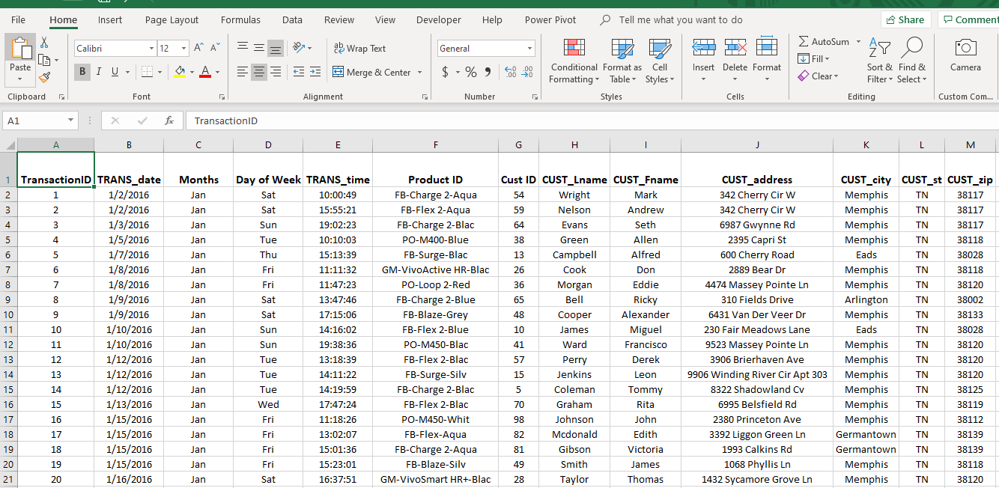 File Home Insert Page Layout Formulas Data Review View Developer Help Power Pivot Tell me what you want to do Share
Calibri 12 ab Wrap Text General AutoSum
Paste Conditional Format as Cell Insert Delete Format Fill Sort & Find & Camera
B I U A Merge & Center $ % Formatting Table Styles Clear Filter Select
Clipboard Font Alignment Number Styles Cells Editing Custom Com...
A1 fx TransactionID
A B C D E F G H I J K L M
1 TransactionID TRANS_date Months Day of Week TRANS_time Product ID Cust ID CUST_Lname CUST_Fname CUST_address CUST_city CUST_st CUST_zip
2 1 1/2/2016 Jan Sat 10:00:49 FB-Charge 2-Aqua 54 Wright Mark 342 Cherry Cir W Memphis TN 38117
3 2 1/2/2016 Jan Sat 15:55:21 FB-Flex 2-Aqua 59 Nelson Andrew 342 Cherry Cir W Memphis TN 38117
4 3 1/3/2016 Jan Sun 19:02:23 FB-Charge 2-Blac 64 Evans Seth 6987 Gwynne Rd Memphis TN 38117
5 4 1/5/2016 Jan Tue 10:10:03 PO-M400-Blue 38 Green Allen 2395 Capri St Memphis TN 38118
6 5 1/7/2016 Jan Thu 15:13:39 FB-Surge-Blac 13 Campbell Alfred 600 Cherry Road Eads TN 38028
7 6 1/8/2016 Jan Fri 11:11:32 GM-VivoActive HR-Blac 26 Cook Don 2889 Bear Dr Memphis TN 38118
8 7 1/8/2016 Jan Fri 11:47:23 PO-Loop 2-Red 36 Morgan Eddie 4474 Massey Pointe Ln Memphis TN 38120
9 8 1/9/2016 Jan Sat 13:47:46 FB-Charge 2-Blue 65 Bell Ricky 310 Fields Drive Arlington TN 38002
10 9 1/9/2016 Jan Sat 17:15:06 FB-Blaze-Grey 48 Cooper Alexander 6431 Van Der Veer Dr Memphis TN 38133
11 10 1/10/2016 Jan Sun 14:16:02 FB-Flex 2-Blue 10 James Miguel 230 Fair Meadows Lane Eads TN 38028
12 11 1/10/2016 Jan Sun 19:38:36 PO-M450-Blac 41 Ward Francisco 9523 Massey Pointe Ln Memphis TN 38120
13 12 1/12/2016 Jan Tue 13:18:39 FB-Flex 2-Blac 57 Perry Derek 3906 Brierhaven Ave Memphis TN 38120
14 13 1/12/2016 Jan Tue 14:11:22 FB-Surge-Silv 15 Jenkins Leon 9906 Winding River Cir Apt 303 Memphis TN 38120
15 14 1/12/2016 Jan Tue 14:19:59 FB-Charge 2-Blac 5 Coleman Tommy 8322 Shadowland Cv Memphis TN 38125
16 15 1/13/2016 Jan Wed 17:47:24 FB-Flex 2-Blac 70 Graham Rita 6995 Belsfield Rd Memphis TN 38119
17 16 1/15/2016 Jan Fri 11:18:26 PO-M450-Whit 98 Johnson John 2380 Princeton Ave Memphis TN 38112
18 17 1/15/2016 Jan Fri 13:02:07 FB-Flex-Aqua 82 Mcdonald Edith 3392 Liggon Green Ln Germantown TN 38139
19 18 1/15/2016 Jan Fri 15:01:36 FB-Charge 2-Aqua 81 Gibson Victoria 1993 Calkins Rd Germantown TN 38139
20 19 1/15/2016 Jan Fri 15:23:01 FB-Blaze-Silv 49 Smith James 1068 Phyllis Ln Memphis TN 38118
21 20 1/16/2016 Jan Sat 16:37:51 GM-VivoSmart HR+-Blac 28 Taylor Thomas 1432 Sycamore Grove Ln Memphis TN 38120